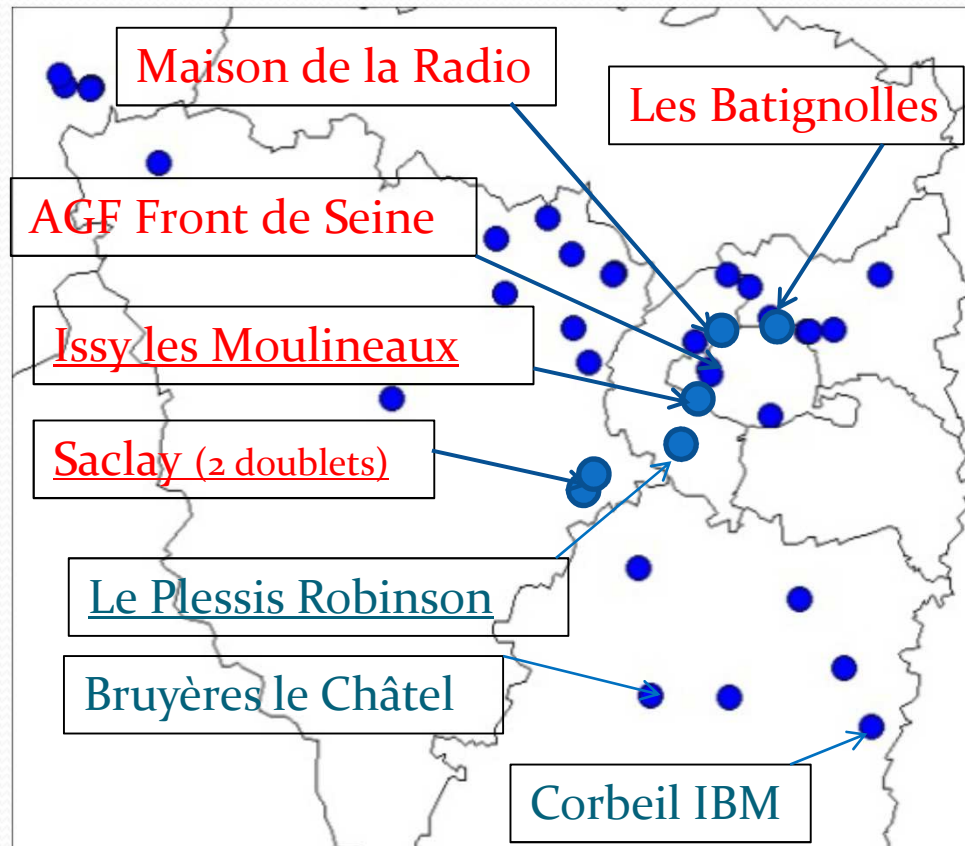 Maison de la Radio
Les Batignolles
AGF Front de Seine
Issy les Moulineaux
Saclay (2 doublets)
Le Plessis Robinson
Bruyères le Châtel
Corbeil IBM